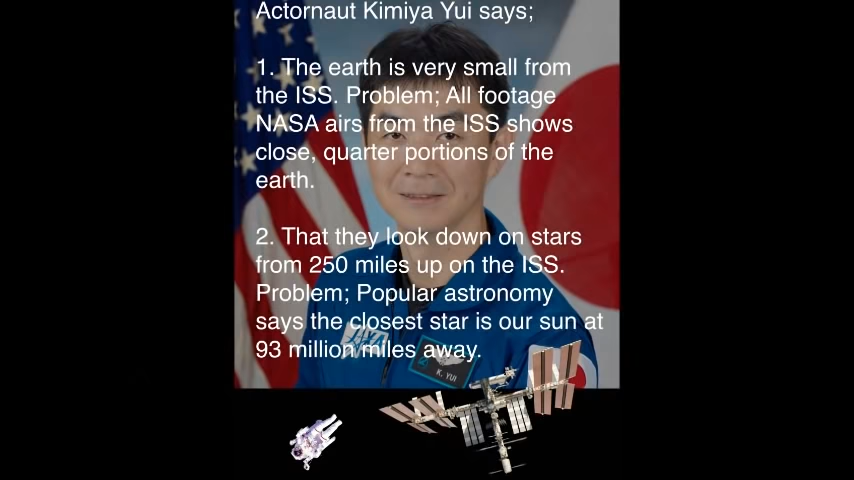 Actornaut Kimiya Yui says;
1. The earth is very small from
the ISS. Problem; All footage
NASA airs from the ISS shows
close, quarter portions of the
earth.
2. That they look down on stars
from 250 miles up on the ISS.
Problem; Popular astronomy
says the closest star is our sun at
93 million miles away.
K. YUI